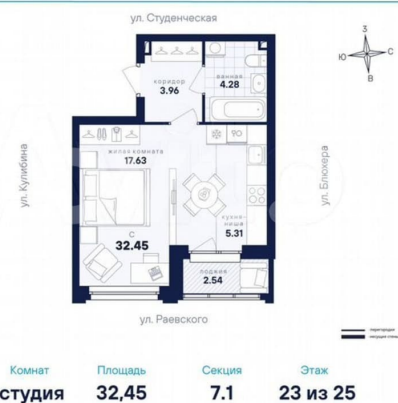 ул. Студенческая
З
Ю
С
В
коридор
3.96
ванная
4.28
жилая комната
17.63
ул. Кулибина
ул. Блюхера
С
32.45
кухня-
ниша
5.31
лоджия
2.54
ул. Раевского
перегородки
несущие стены
Комнат
Площадь
Секция
Этаж
студия
32,45
7.1
23 из 25